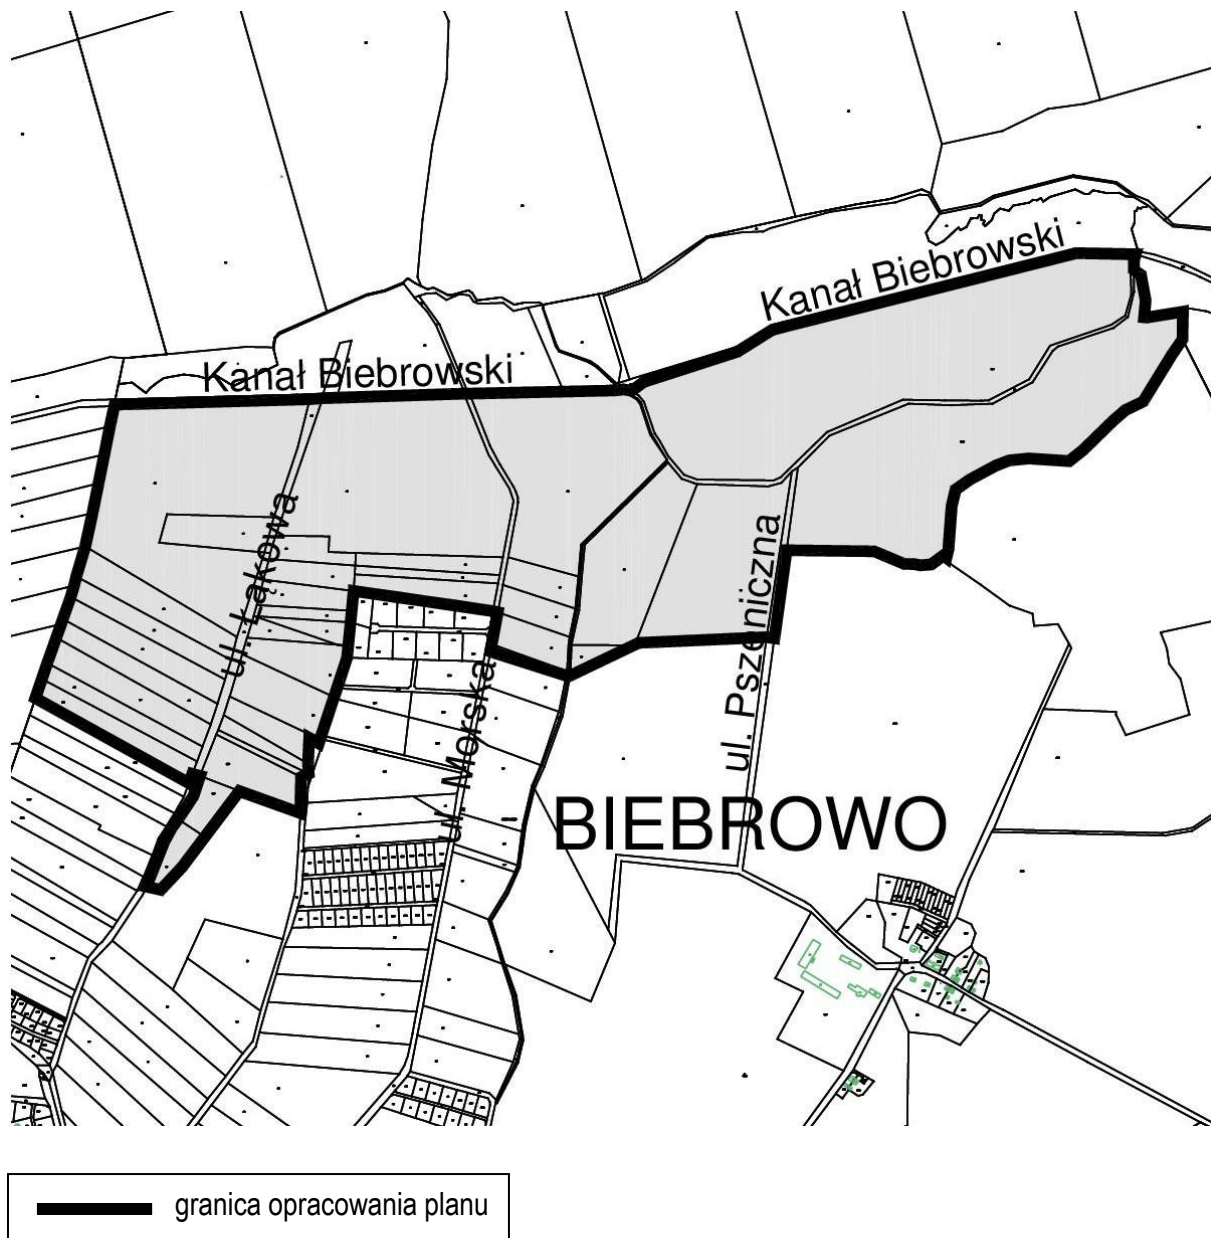 Kanał Biebrowski
Kanał Biebrowski
ul. Łąkowa
ul. Morska
ul. Pszeniczna
BIEBROWO
granica opracowania planu